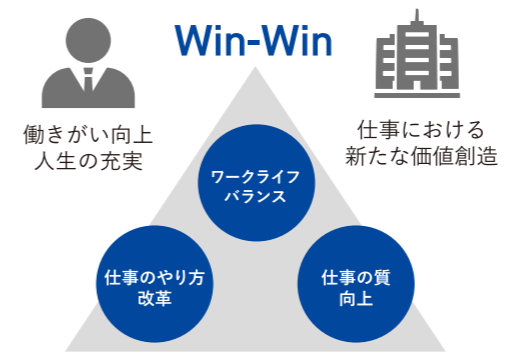 Win-Win
働きがい向上
人生の充実
仕事における
新たな価値創造
ワークライフ
バランス
仕事のやり方
改革
仕事の質
向上